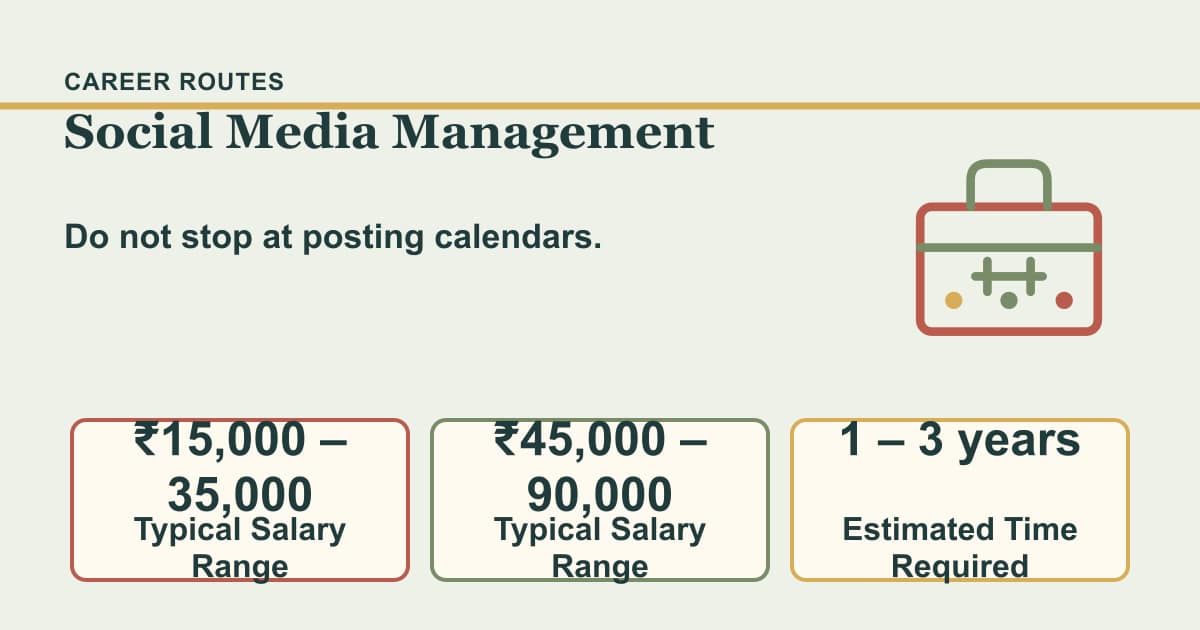 CAREER ROUTES
Social Media Management
Do not stop at posting calendars.
₹15,000 –
35,000
Typical Salary
Range
₹45,000 –
90,000
Typical Salary
Range
1 – 3 years
Estimated Time
Required